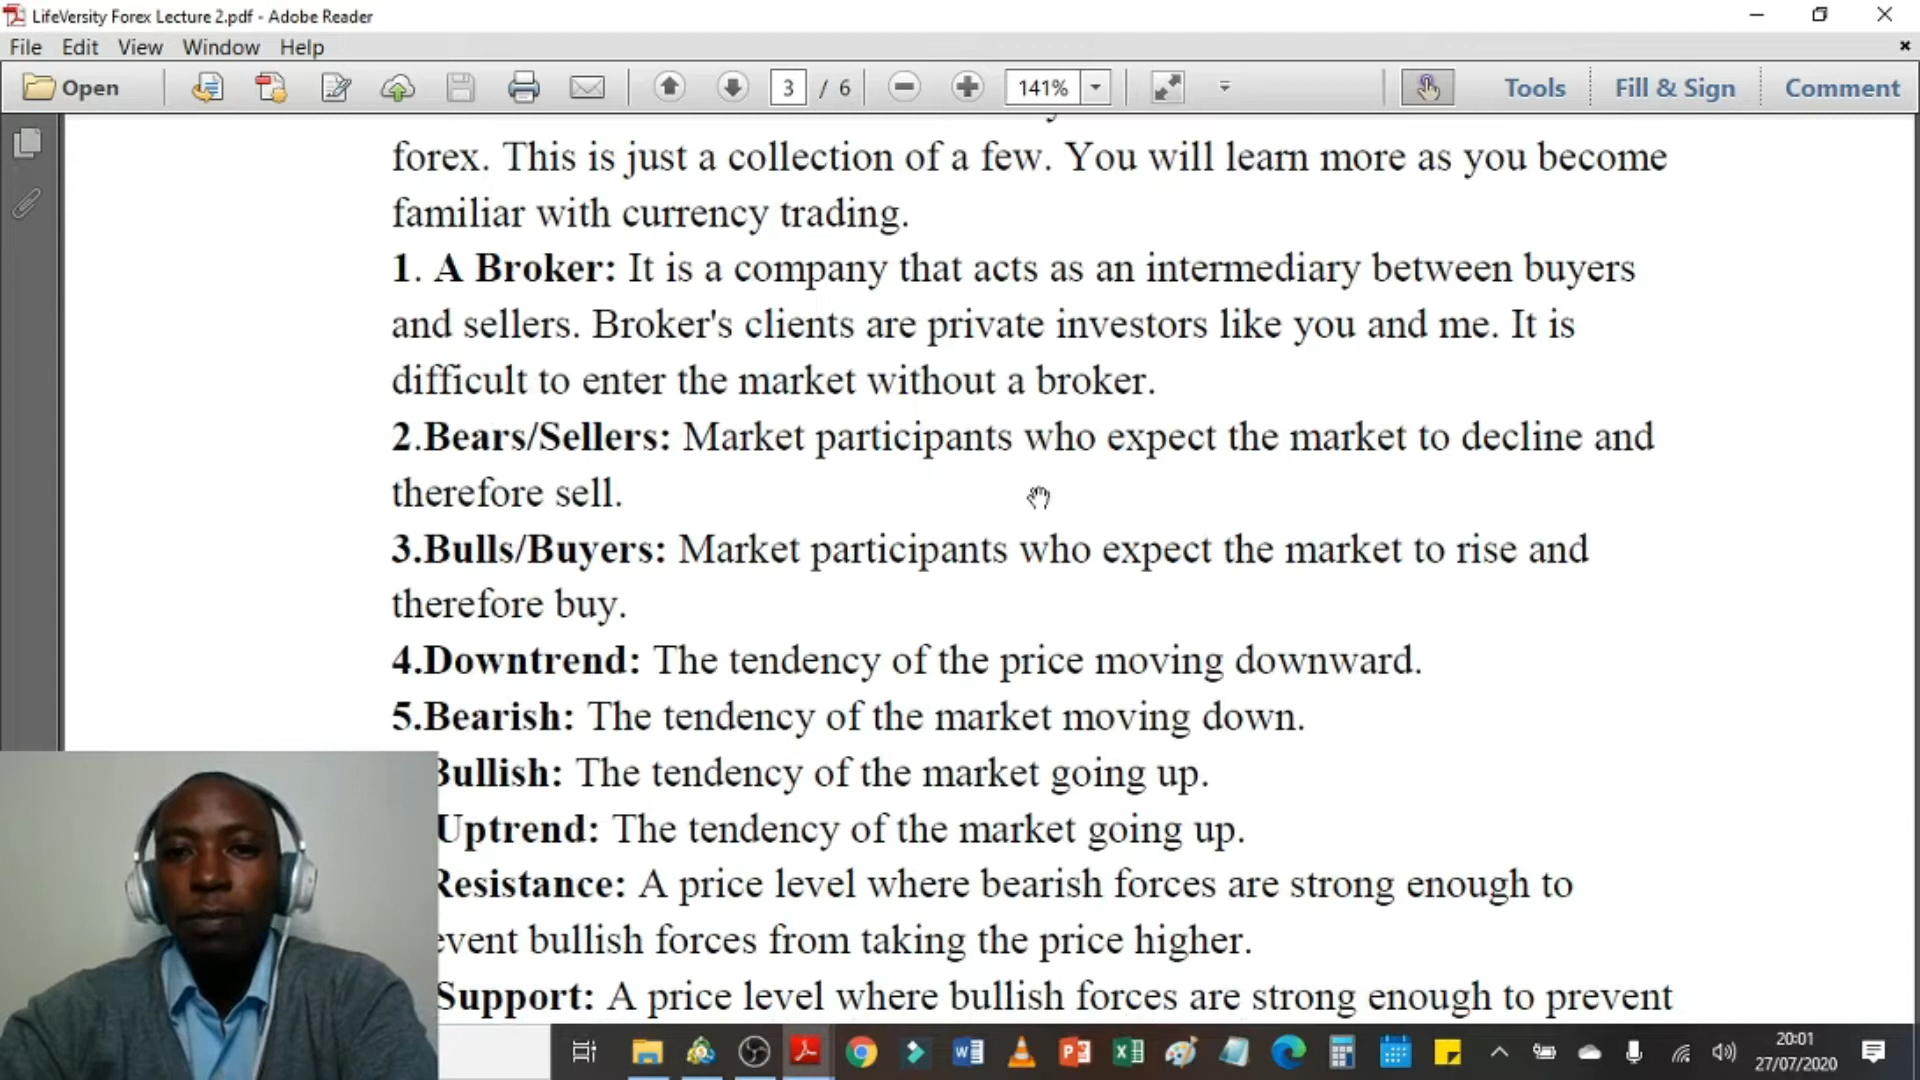 LifeVersity Forex Lecture 2.pdf - Adobe Reader
File Edit View Window Help
Open 3 / 6 141% Tools Fill & Sign Comment
forex. This is just a collection of a few. You will learn more as you become
familiar with currency trading.
1. A Broker: It is a company that acts as an intermediary between buyers
and sellers. Broker's clients are private investors like you and me. It is
difficult to enter the market without a broker.
2.Bears/Sellers: Market participants who expect the market to decline and
therefore sell.
3.Bulls/Buyers: Market participants who expect the market to rise and
therefore buy.
4.Downtrend: The tendency of the price moving downward.
5.Bearish: The tendency of the market moving down.
Bullish: The tendency of the market going up.
Uptrend: The tendency of the market going up.
Resistance: A price level where bearish forces are strong enough to
event bullish forces from taking the price higher.
Support: A price level where bullish forces are strong enough to prevent
20:01
27/07/2020